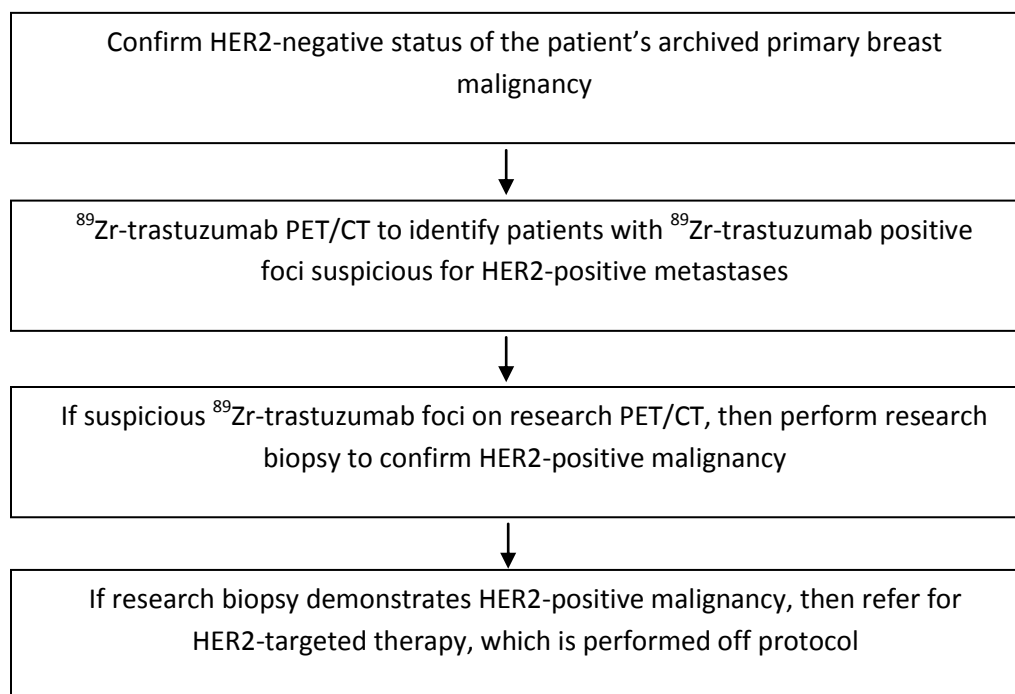 Confirm HER2-negative status of the patient’s archived primary breast
malignancy
⁸⁹Zr-trastuzumab PET/CT to identify patients with ⁸⁹Zr-trastuzumab positive
foci suspicious for HER2-positive metastases
If suspicious ⁸⁹Zr-trastuzumab foci on research PET/CT, then perform research
biopsy to confirm HER2-positive malignancy
If research biopsy demonstrates HER2-positive malignancy, then refer for
HER2-targeted therapy, which is performed off protocol